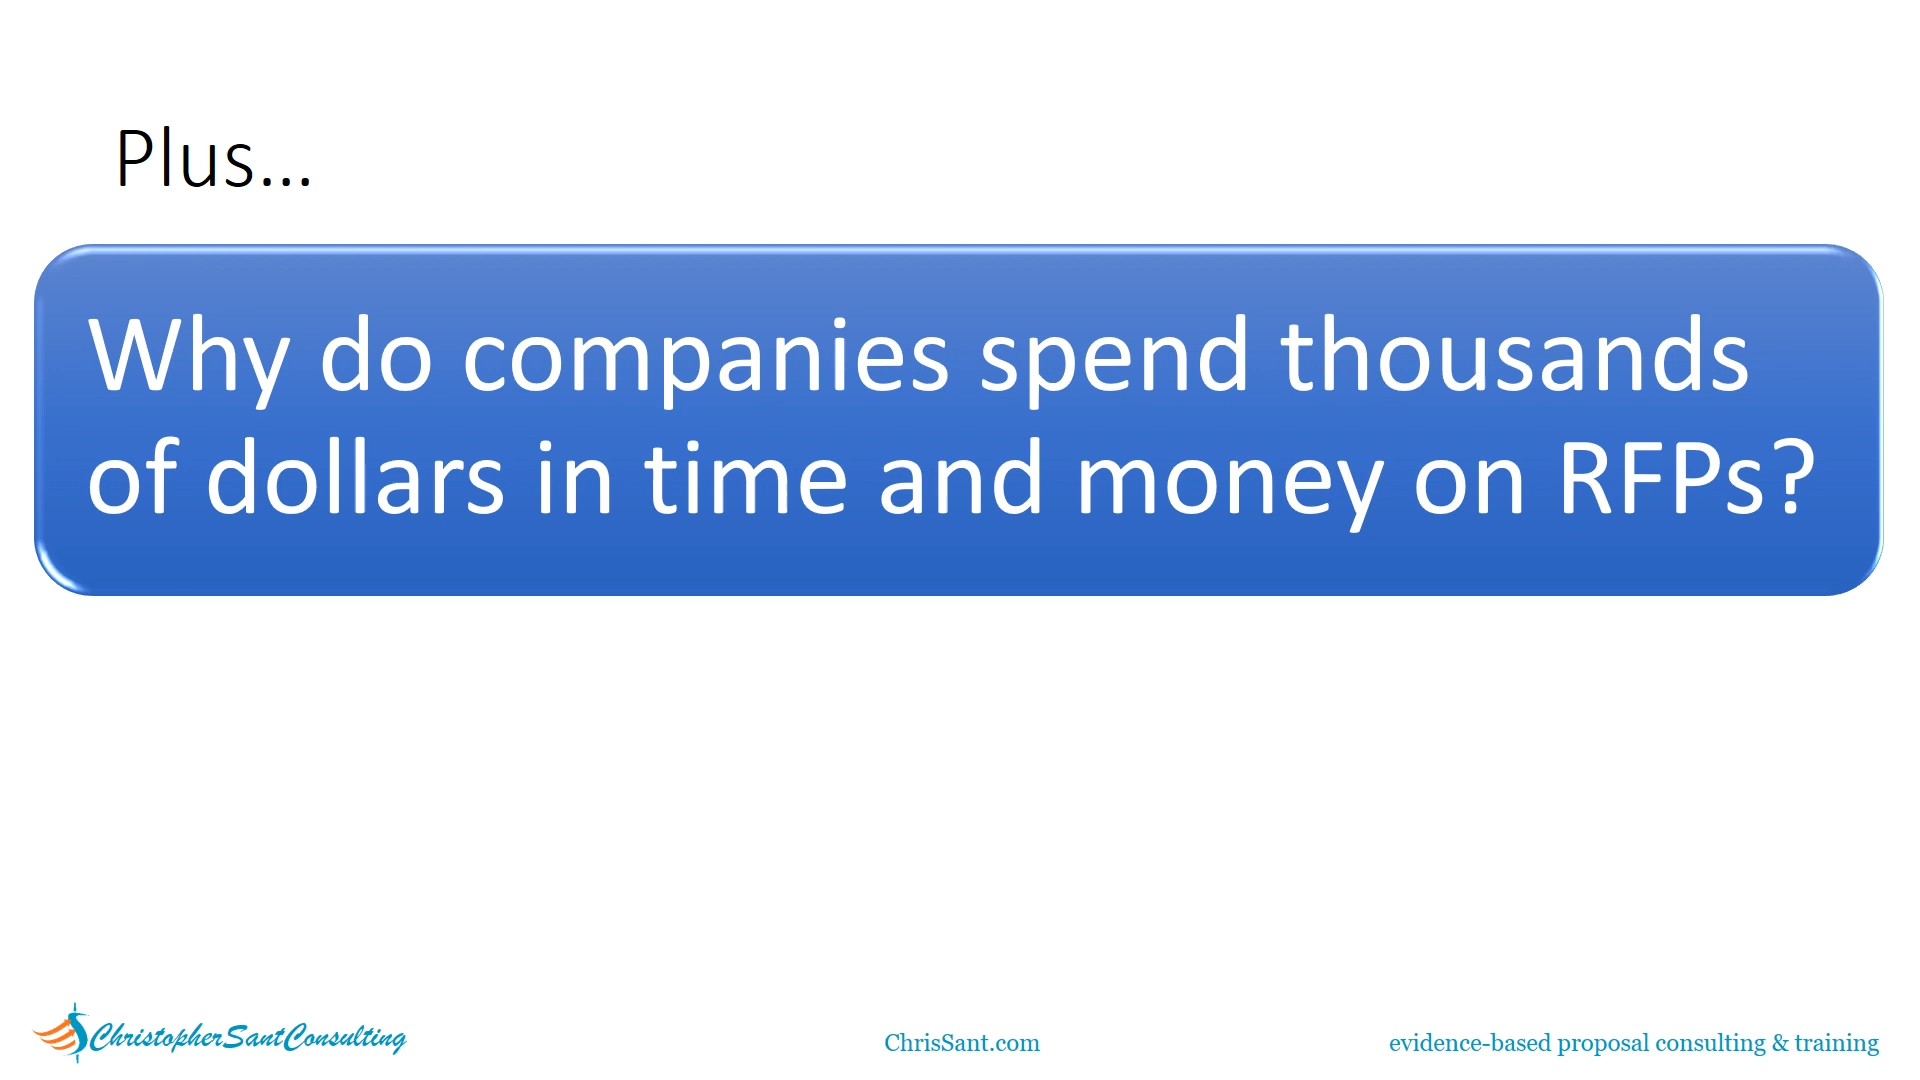 Plus...
Why do companies spend thousands
of dollars in time and money on RFPs?
ChristopherSantConsulting
ChrisSant.com
evidence-based proposal consulting & training